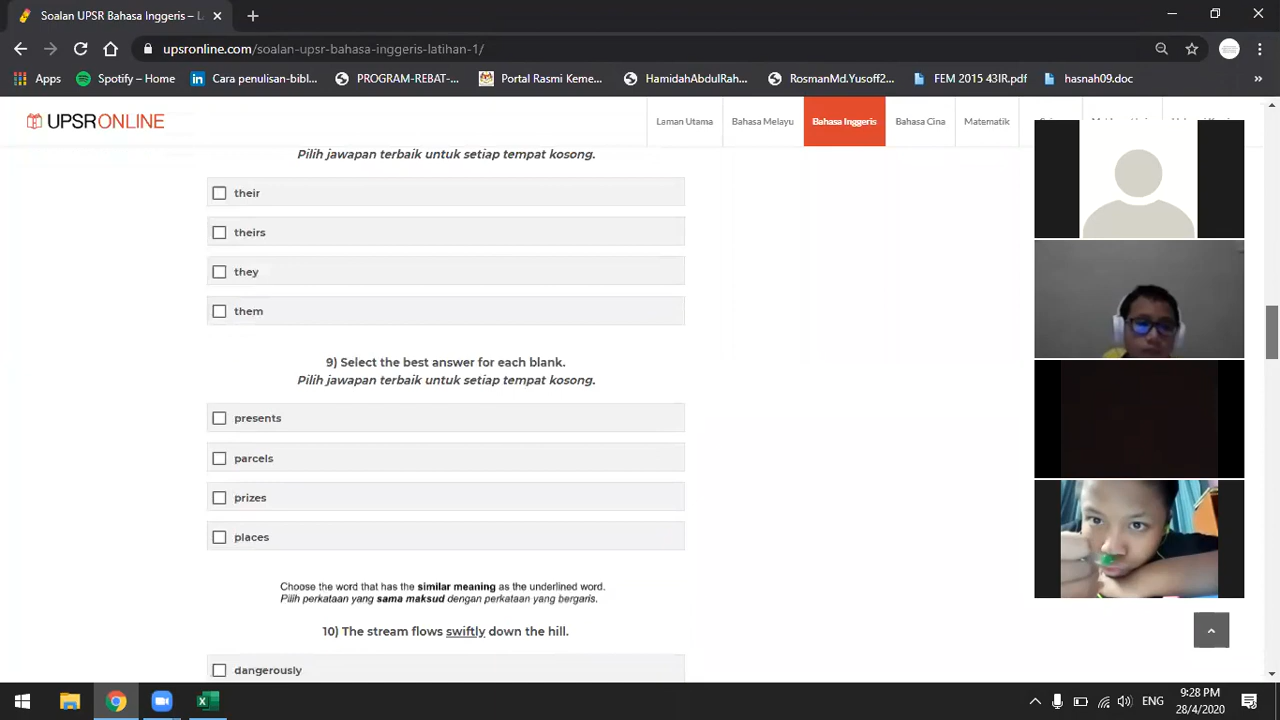 Soalan UPSR Bahasa Inggeris – L
upsronline.com/soalan-upsr-bahasa-inggeris-latihan-1/
Apps
Spotify – Home
Cara penulisan-bibl...
PROGRAM-REBAT-...
Portal Rasmi Keme...
HamidahAbdulRah...
RosmanMd.Yusoff2...
FEM 2015 43IR.pdf
hasnah09.doc
UPSRONLINE
Laman Utama
Bahasa Melayu
Bahasa Inggeris
Bahasa Cina
Matematik
Pilih jawapan terbaik untuk setiap tempat kosong.
their
theirs
they
them
9) Select the best answer for each blank.
Pilih jawapan terbaik untuk setiap tempat kosong.
presents
parcels
prizes
places
Choose the word that has the similar meaning as the underlined word.
Pilih perkataan yang sama maksud dengan perkataan yang bergaris.
10) The stream flows swiftly down the hill.
dangerously
ENG
9:28 PM
28/4/2020